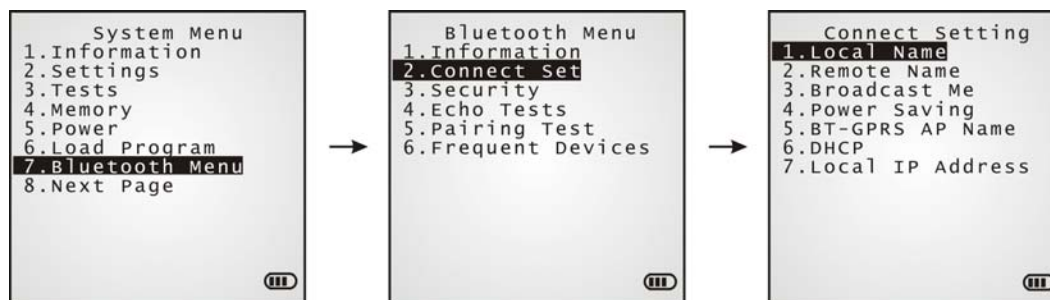 System Menu
1.Information
2.Settings
3.Tests
4.Memory
5.Power
6.Load Program
7.Bluetooth Menu
8.Next Page
Bluetooth Menu
1.Information
2.Connect Set
3.Security
4.Echo Tests
5.Pairing Test
6.Frequent Devices
Connect Setting
1.Local Name
2.Remote Name
3.Broadcast Me
4.Power Saving
5.BT-GPRS AP Name
6.DHCP
7.Local IP Address